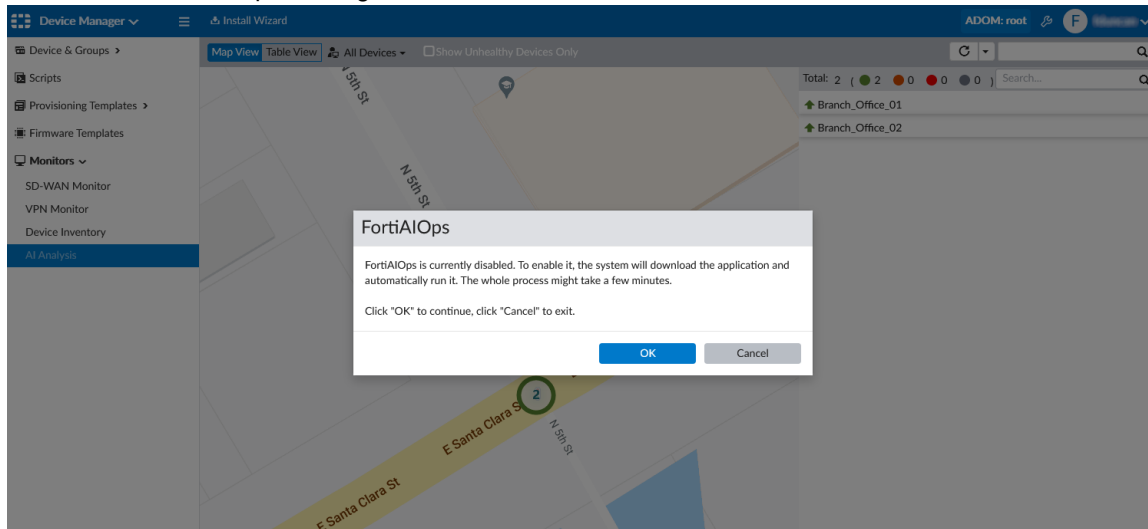 Device Manager
Install Wizard
ADOM: root
F
Device & Groups
Scripts
Provisioning Templates
Firmware Templates
Monitors
SD-WAN Monitor
VPN Monitor
Device Inventory
AI Analysis
Map View Table View All Devices Show Unhealthy Devices Only
Total: 2 ( 2 0 0 0 ) Search...
Branch_Office_01
Branch_Office_02
N 5th St
N 5th St
FortiAIOps
FortiAIOps is currently disabled. To enable it, the system will download the application and
automatically run it. The whole process might take a few minutes.
Click "OK" to continue, click "Cancel" to exit.
OK Cancel
2
E Santa Clara S
N 5th St
E Santa Clara St